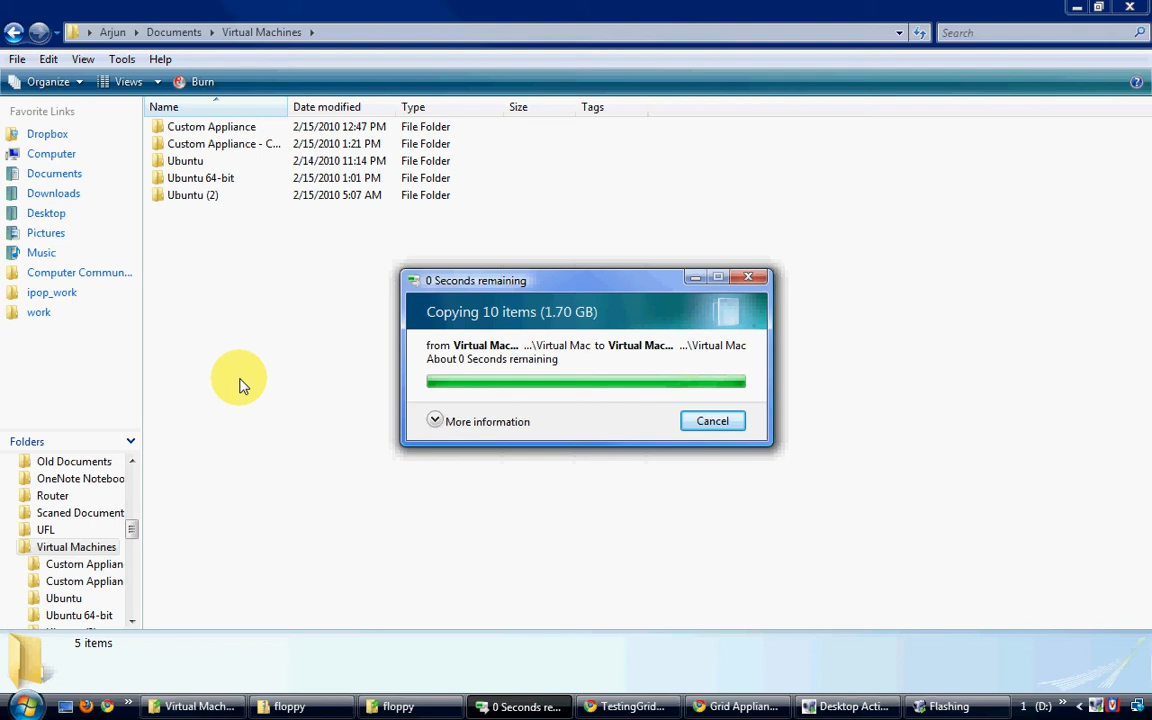 Arjun Documents Virtual Machines
Search
File Edit View Tools Help
Organize Views Burn
Favorite Links
Dropbox
Computer
Documents
Downloads
Desktop
Pictures
Music
Computer Commun...
ipop_work
work
Name Date modified Type Size Tags
Custom Appliance 2/15/2010 12:47 PM File Folder
Custom Appliance - C... 2/15/2010 1:21 PM File Folder
Ubuntu 2/14/2010 11:14 PM File Folder
Ubuntu 64-bit 2/15/2010 1:01 PM File Folder
Ubuntu (2) 2/15/2010 5:07 AM File Folder
0 Seconds remaining
Copying 10 items (1.70 GB)
from Virtual Mac... ...\Virtual Mac to Virtual Mac... ...\Virtual Mac
About 0 Seconds remaining
More information
Cancel
Folders
Old Documents
OneNote Noteboo
Router
Scaned Document
UFL
Virtual Machines
Custom Applian
Custom Applian
Ubuntu
Ubuntu 64-bit
5 items
Virtual Mach... floppy floppy 0 Seconds re... TestingGrid... Grid Applian... Desktop Acti... Flashing 1 (D:)